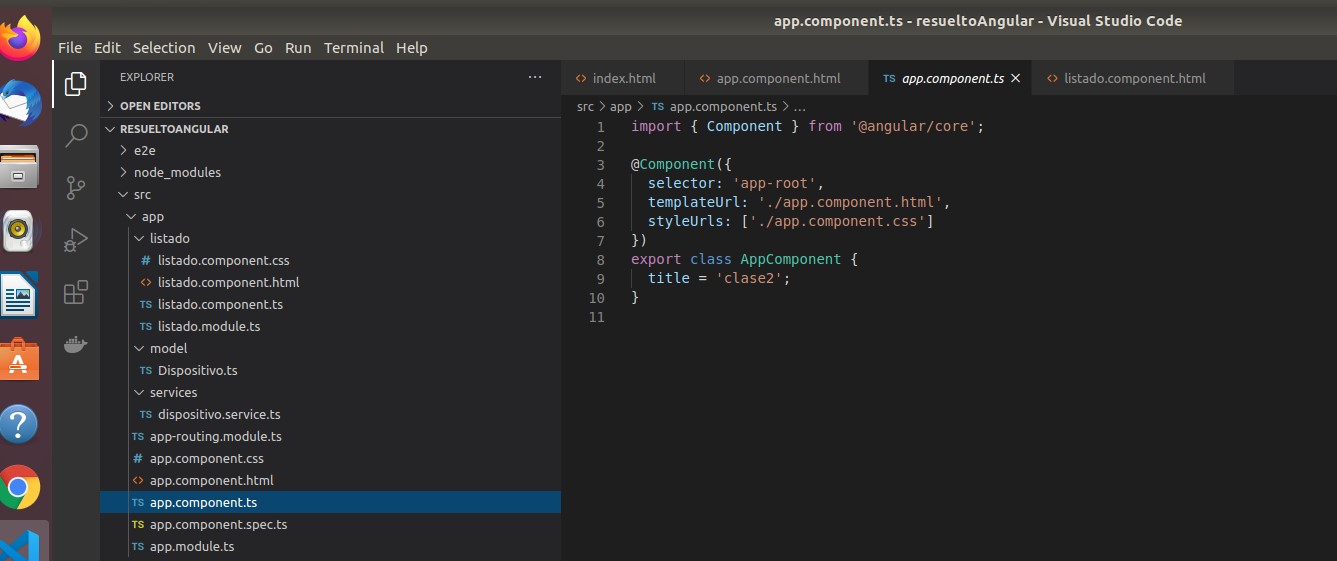 app.component.ts - resueltoAngular - Visual Studio Code
File Edit Selection View Go Run Terminal Help
EXPLORER ...
OPEN EDITORS
RESUELTOANGULAR
e2e
node_modules
src
app
listado
# listado.component.css
<> listado.component.html
TS listado.component.ts
TS listado.module.ts
model
TS Dispositivo.ts
services
TS dispositivo.service.ts
TS app-routing.module.ts
# app.component.css
<> app.component.html
TS app.component.ts
TS app.component.spec.ts
TS app.module.ts
<> index.html <> app.component.html TS app.component.ts × <> listado.component.html
src > app > TS app.component.ts > ...
1 import { Component } from '@angular/core';
2
3 @Component({
4 selector: 'app-root',
5 templateUrl: './app.component.html',
6 styleUrls: ['./app.component.css']
7 })
8 export class AppComponent {
9 title = 'clase2';
10 }
11